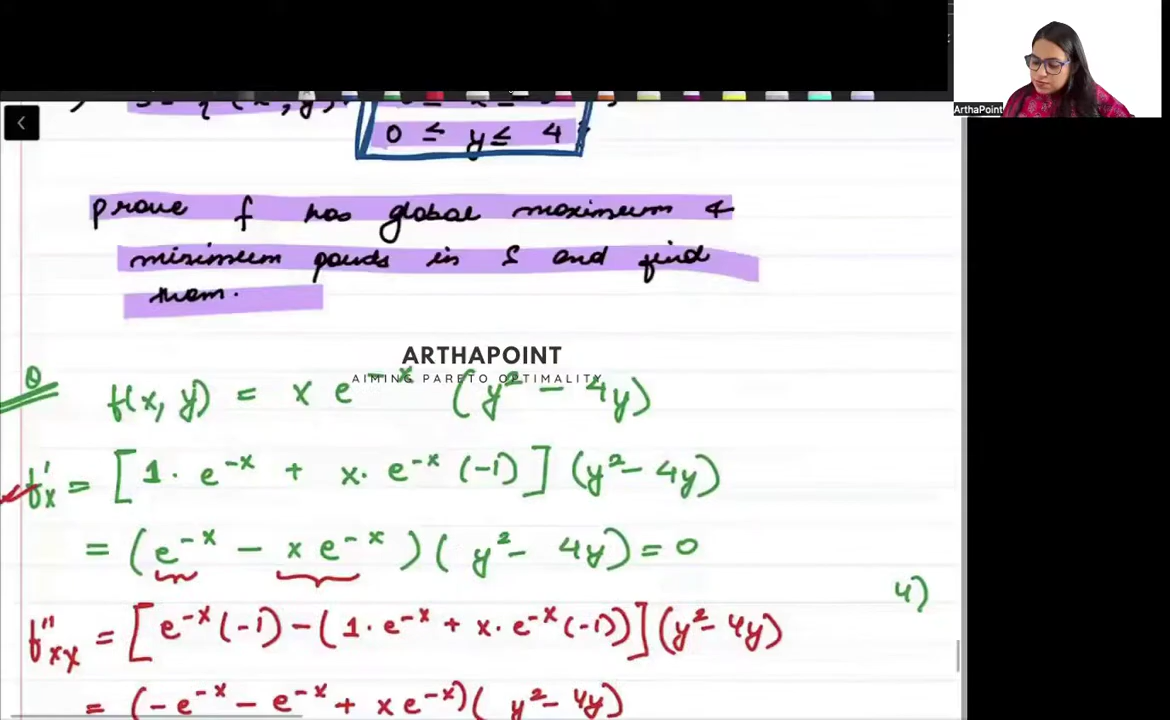 0 ≤ y ≤ 4
prove f has global maximum &
minimum points in S and find
them.
ARTHAPOINT
AIMING PARETO OPTIMALITY
f(x, y) = x e^{-x} (y² - 4y)
f'x = [1. e^{-x} + x. e^{-x} (-1)] (y² - 4y)
= (e^{-x} - x e^{-x}) (y² - 4y) = 0
4)
f''xx = [e^{-x}(-1) - (1. e^{-x} + x. e^{-x}(-1))] (y² - 4y)
= (-e^{-x} - e^{-x} + x e^{-x}) (y² - 4y)
ArthaPoint